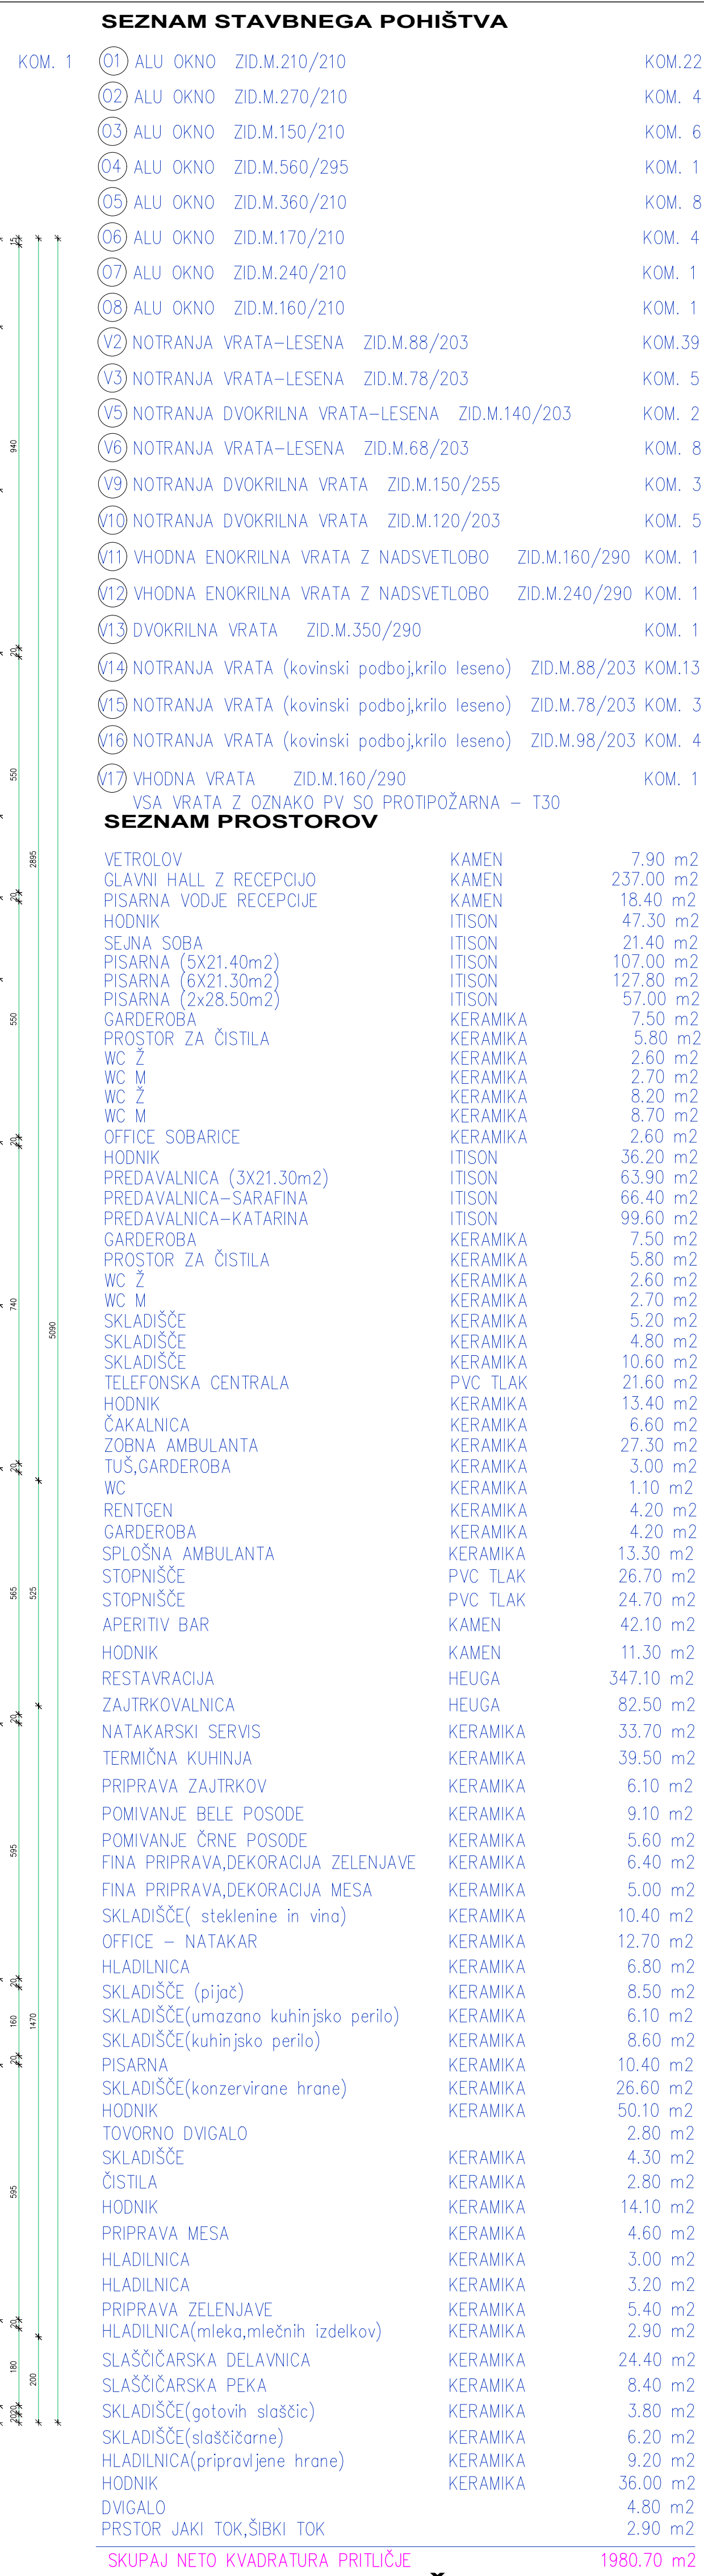 SEZNAM STAVBNEGA POHIŠTVA
KOM. 1 O1 ALU OKNO ZID.M.210/210 KOM.22
O2 ALU OKNO ZID.M.270/210 KOM. 4
O3 ALU OKNO ZID.M.150/210 KOM. 6
O4 ALU OKNO ZID.M.560/295 KOM. 1
O5 ALU OKNO ZID.M.360/210 KOM. 8
O6 ALU OKNO ZID.M.170/210 KOM. 4
O7 ALU OKNO ZID.M.240/210 KOM. 1
O8 ALU OKNO ZID.M.160/210 KOM. 1
V2 NOTRANJA VRATA-LESENA ZID.M.88/203 KOM.39
V3 NOTRANJA VRATA-LESENA ZID.M.78/203 KOM. 5
V5 NOTRANJA DVOKRILNA VRATA-LESENA ZID.M.140/203 KOM. 2
V6 NOTRANJA VRATA-LESENA ZID.M.68/203 KOM. 8
V9 NOTRANJA DVOKRILNA VRATA ZID.M.150/255 KOM. 3
V10 NOTRANJA DVOKRILNA VRATA ZID.M.120/203 KOM. 5
V11 VHODNA ENOKRILNA VRATA Z NADSVETLOBO ZID.M.160/290 KOM. 1
V12 VHODNA ENOKRILNA VRATA Z NADSVETLOBO ZID.M.240/290 KOM. 1
V13 DVOKRILNA VRATA ZID.M.350/290 KOM. 1
V14 NOTRANJA VRATA (kovinski podboj,krilo leseno) ZID.M.88/203 KOM.13
V15 NOTRANJA VRATA (kovinski podboj,krilo leseno) ZID.M.78/203 KOM. 3
V16 NOTRANJA VRATA (kovinski podboj,krilo leseno) ZID.M.98/203 KOM. 4
V17 VHODNA VRATA ZID.M.160/290 KOM. 1
VSA VRATA Z OZNAKO PV SO PROTIPOŽARNA - T30
SEZNAM PROSTOROV
VETROLOV KAMEN 7.90 m2
GLAVNI HALL Z RECEPCIJO KAMEN 237.00 m2
PISARNA VODJE RECEPCIJE KAMEN 18.40 m2
HODNIK ITISON 47.30 m2
SEJNA SOBA ITISON 21.40 m2
PISARNA (5X21.40m2) ITISON 107.00 m2
PISARNA (6X21.30m2) ITISON 127.80 m2
PISARNA (2x28.50m2) ITISON 57.00 m2
GARDEROBA KERAMIKA 7.50 m2
PROSTOR ZA ČISTILA KERAMIKA 5.80 m2
WC Ž KERAMIKA 2.60 m2
WC M KERAMIKA 2.70 m2
WC Ž KERAMIKA 8.20 m2
WC M KERAMIKA 8.70 m2
OFFICE SOBARICE KERAMIKA 2.60 m2
HODNIK ITISON 36.20 m2
PREDAVALNICA (3X21.30m2) ITISON 63.90 m2
PREDAVALNICA-SARAFINA ITISON 66.40 m2
PREDAVALNICA-KATARINA ITISON 99.60 m2
GARDEROBA KERAMIKA 7.50 m2
PROSTOR ZA ČISTILA KERAMIKA 5.80 m2
WC Ž KERAMIKA 2.60 m2
WC M KERAMIKA 2.70 m2
SKLADIŠČE KERAMIKA 5.20 m2
SKLADIŠČE KERAMIKA 4.80 m2
SKLADIŠČE KERAMIKA 10.60 m2
TELEFONSKA CENTRALA PVC TLAK 21.60 m2
HODNIK KERAMIKA 13.40 m2
ČAKALNICA KERAMIKA 6.60 m2
ZOBNA AMBULANTA KERAMIKA 27.30 m2
TUŠ,GARDEROBA KERAMIKA 3.00 m2
WC KERAMIKA 1.10 m2
RENTGEN KERAMIKA 4.20 m2
GARDEROBA KERAMIKA 4.20 m2
SPLOŠNA AMBULANTA KERAMIKA 13.30 m2
STOPNIŠČE PVC TLAK 26.70 m2
STOPNIŠČE PVC TLAK 24.70 m2
APERITIV BAR KAMEN 42.10 m2
HODNIK KAMEN 11.30 m2
RESTAVRACIJA HEUGA 347.10 m2
ZAJTRKOVALNICA HEUGA 82.50 m2
NATAKARSKI SERVIS KERAMIKA 33.70 m2
TERMIČNA KUHINJA KERAMIKA 39.50 m2
PRIPRAVA ZAJTRKOV KERAMIKA 6.10 m2
POMIVANJE BELE POSODE KERAMIKA 9.10 m2
POMIVANJE ČRNE POSODE KERAMIKA 5.60 m2
FINA PRIPRAVA,DEKORACIJA ZELENJAVE KERAMIKA 6.40 m2
FINA PRIPRAVA,DEKORACIJA MESA KERAMIKA 5.00 m2
SKLADIŠČE( steklenine in vina) KERAMIKA 10.40 m2
OFFICE - NATAKAR KERAMIKA 12.70 m2
HLADILNICA KERAMIKA 6.80 m2
SKLADIŠČE (pijač) KERAMIKA 8.50 m2
SKLADIŠČE(umazano kuhinjsko perilo) KERAMIKA 6.10 m2
SKLADIŠČE(kuhinjsko perilo) KERAMIKA 8.60 m2
PISARNA KERAMIKA 10.40 m2
SKLADIŠČE(konzervirane hrane) KERAMIKA 26.60 m2
HODNIK KERAMIKA 50.10 m2
TOVORNO DVIGALO 2.80 m2
SKLADIŠČE KERAMIKA 4.30 m2
ČISTILA KERAMIKA 2.80 m2
HODNIK KERAMIKA 14.10 m2
PRIPRAVA MESA KERAMIKA 4.60 m2
HLADILNICA KERAMIKA 3.00 m2
HLADILNICA KERAMIKA 3.20 m2
PRIPRAVA ZELENJAVE KERAMIKA 5.40 m2
HLADILNICA(mleka,mlečnih izdelkov) KERAMIKA 2.90 m2
SLAŠČIČARSKA DELAVNICA KERAMIKA 24.40 m2
SLAŠČIČARSKA PEKA KERAMIKA 8.40 m2
SKLADIŠČE(gotovih slaščic) KERAMIKA 3.80 m2
SKLADIŠČE(slaščičarne) KERAMIKA 6.20 m2
HLADILNICA(pripravljene hrane) KERAMIKA 9.20 m2
HODNIK KERAMIKA 36.00 m2
DVIGALO 4.80 m2
PRSTOR JAKI TOK,ŠIBKI TOK 2.90 m2
SKUPAJ NETO KVADRATURA PRITLIČJE 1980.70 m2
15
940
20
550
2895
20
550
20
740
5090
20
565
525
20
595
20
160
1470
20
595
20
180
200
2020